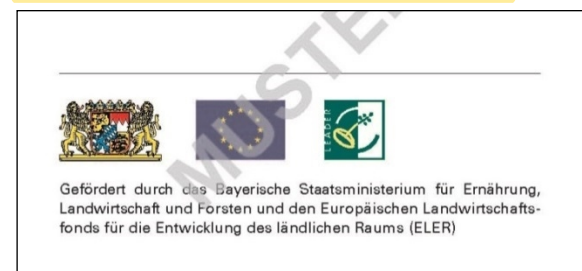 MUSTER
LEADER
Gefördert durch das Bayerische Staatsministerium für Ernährung,
Landwirtschaft und Forsten und den Europäischen Landwirtschafts-
fonds für die Entwicklung des ländlichen Raums (ELER)